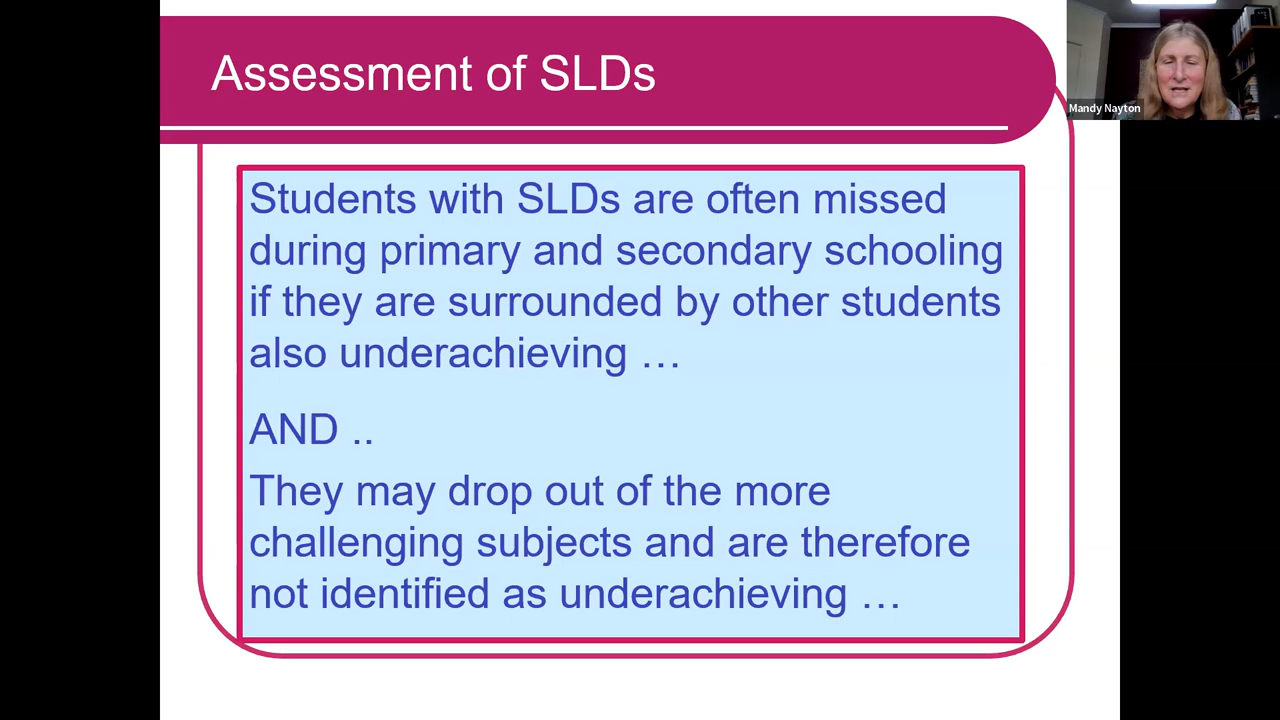 Assessment of SLDs
Mandy Nayton
Students with SLDs are often missed
during primary and secondary schooling
if they are surrounded by other students
also underachieving …
AND ..
They may drop out of the more
challenging subjects and are therefore
not identified as underachieving …